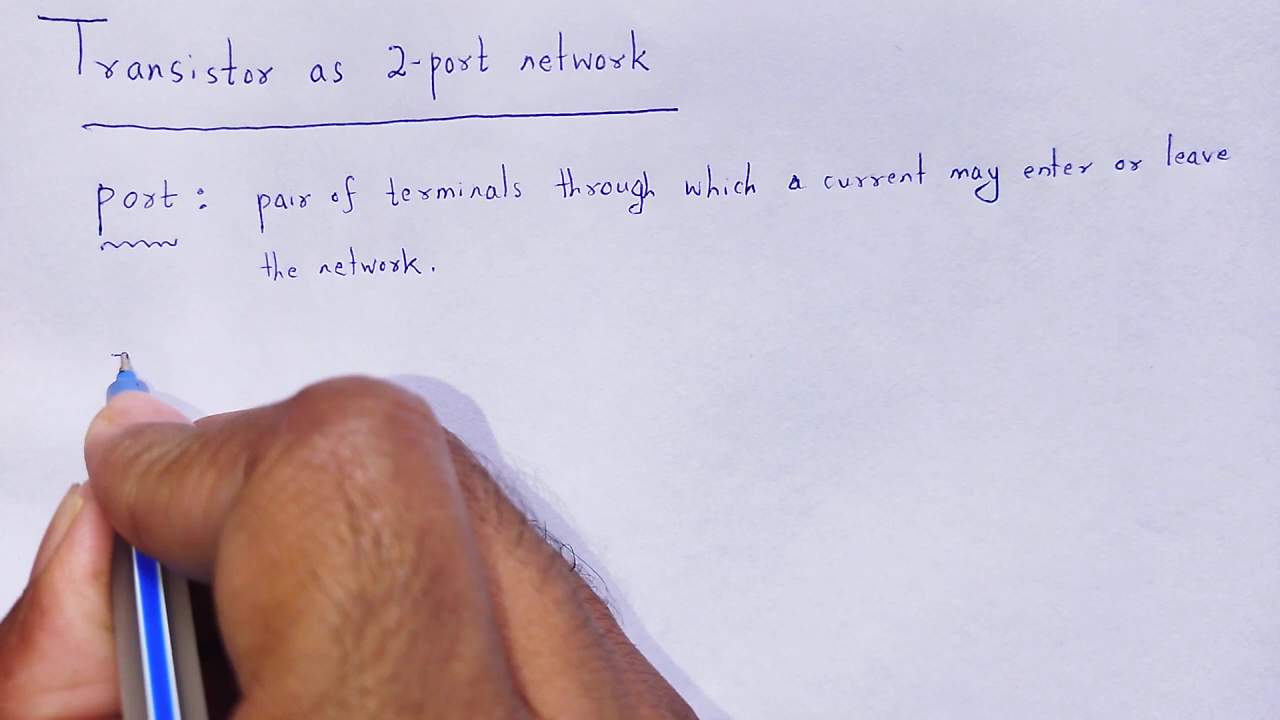 Transistor as 2-port network
port : pair of terminals through which a current may enter or leave
the network.